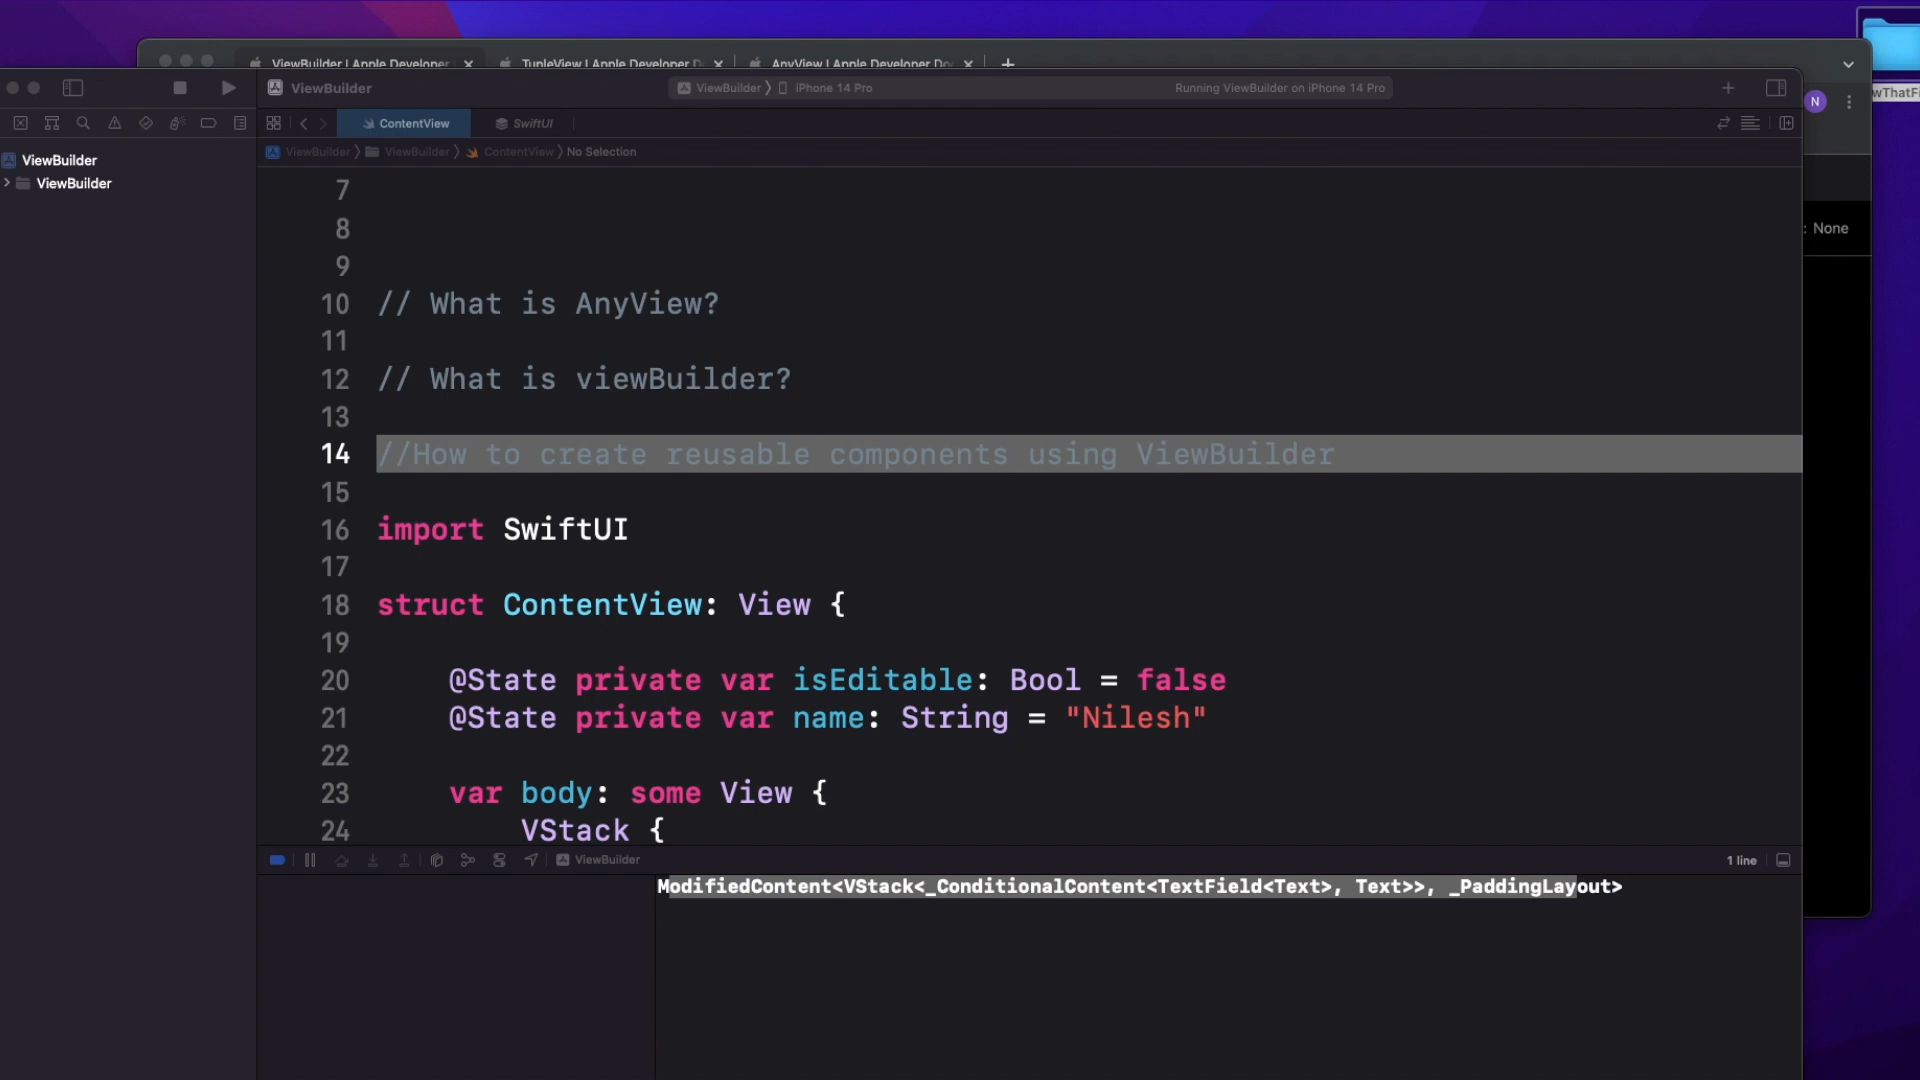 ViewBuilder | Apple Developer
TupleView | Apple Developer D
AnyView | Apple Developer Do
ViewBuilder
ViewBuilder
iPhone 14 Pro
Running ViewBuilder on iPhone 14 Pro
N
wThatFi
ContentView
SwiftUI
ViewBuilder
ViewBuilder
ContentView
No Selection
ViewBuilder
ViewBuilder
: None
7
8
9
10 // What is AnyView?
11
12 // What is viewBuilder?
13
14 //How to create reusable components using ViewBuilder
15
16 import SwiftUI
17
18 struct ContentView: View {
19
20 @State private var isEditable: Bool = false
21 @State private var name: String = "Nilesh"
22
23 var body: some View {
24 VStack {
ViewBuilder
1 line
ModifiedContent<VStack<_ConditionalContent<TextField<Text>, Text>>, _PaddingLayout>